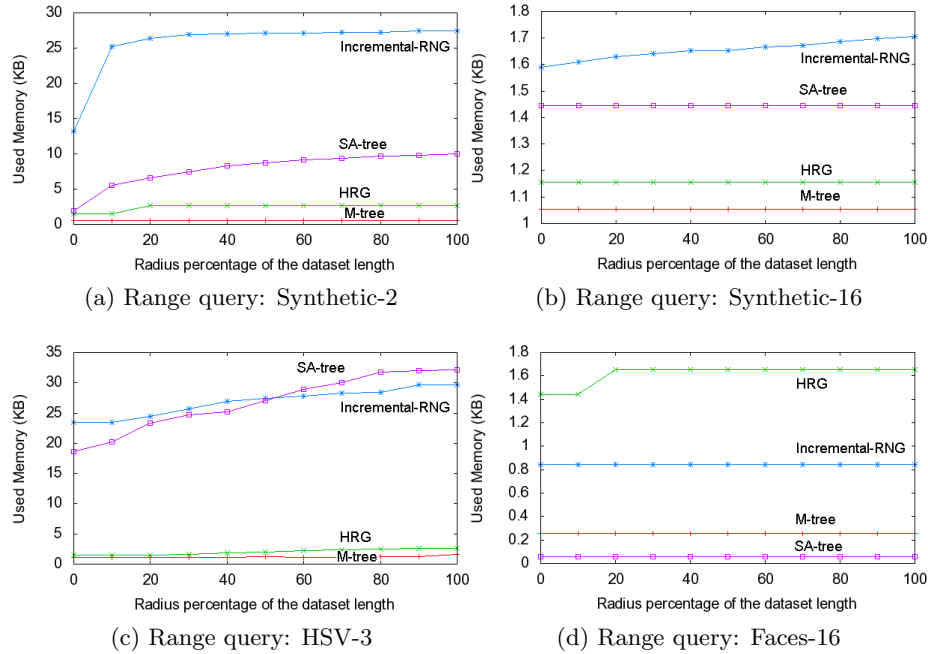 30
25
20
15
10
5
0
Used Memory (KB)
Incremental-RNG
SA-tree
HRG
M-tree
0 20 40 60 80 100
Radius percentage of the dataset length
(a) Range query: Synthetic-2
1.8
1.7
1.6
1.5
1.4
1.3
1.2
1.1
1
Used Memory (KB)
Incremental-RNG
SA-tree
HRG
M-tree
0 20 40 60 80 100
Radius percentage of the dataset length
(b) Range query: Synthetic-16
35
30
25
20
15
10
5
0
Used Memory (KB)
SA-tree
Incremental-RNG
HRG
M-tree
0 20 40 60 80 100
Radius percentage of the dataset length
(c) Range query: HSV-3
1.8
1.6
1.4
1.2
1
0.8
0.6
0.4
0.2
0
Used Memory (KB)
HRG
Incremental-RNG
M-tree
SA-tree
0 20 40 60 80 100
Radius percentage of the dataset length
(d) Range query: Faces-16